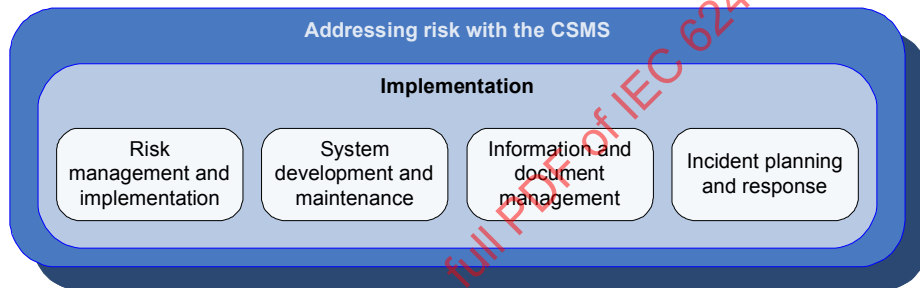 Addressing risk with the CSMS
Implementation
Risk
management and
implementation
System
development and
maintenance
Information and
document
management
Incident planning
and response
full PDF of IEC 624